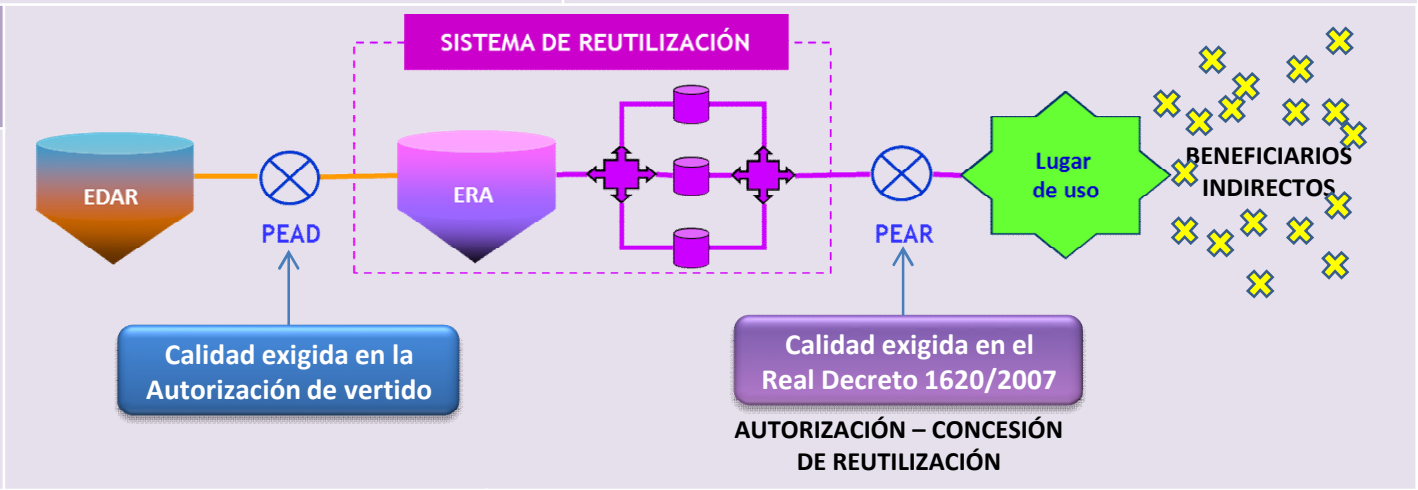 SISTEMA DE REUTILIZACIÓN
EDAR
PEAD
ERA
PEAR
Lugar
de uso
BENEFICIARIOS
INDIRECTOS
Calidad exigida en la
Autorización de vertido
Calidad exigida en el
Real Decreto 1620/2007
AUTORIZACIÓN – CONCESIÓN
DE REUTILIZACIÓN